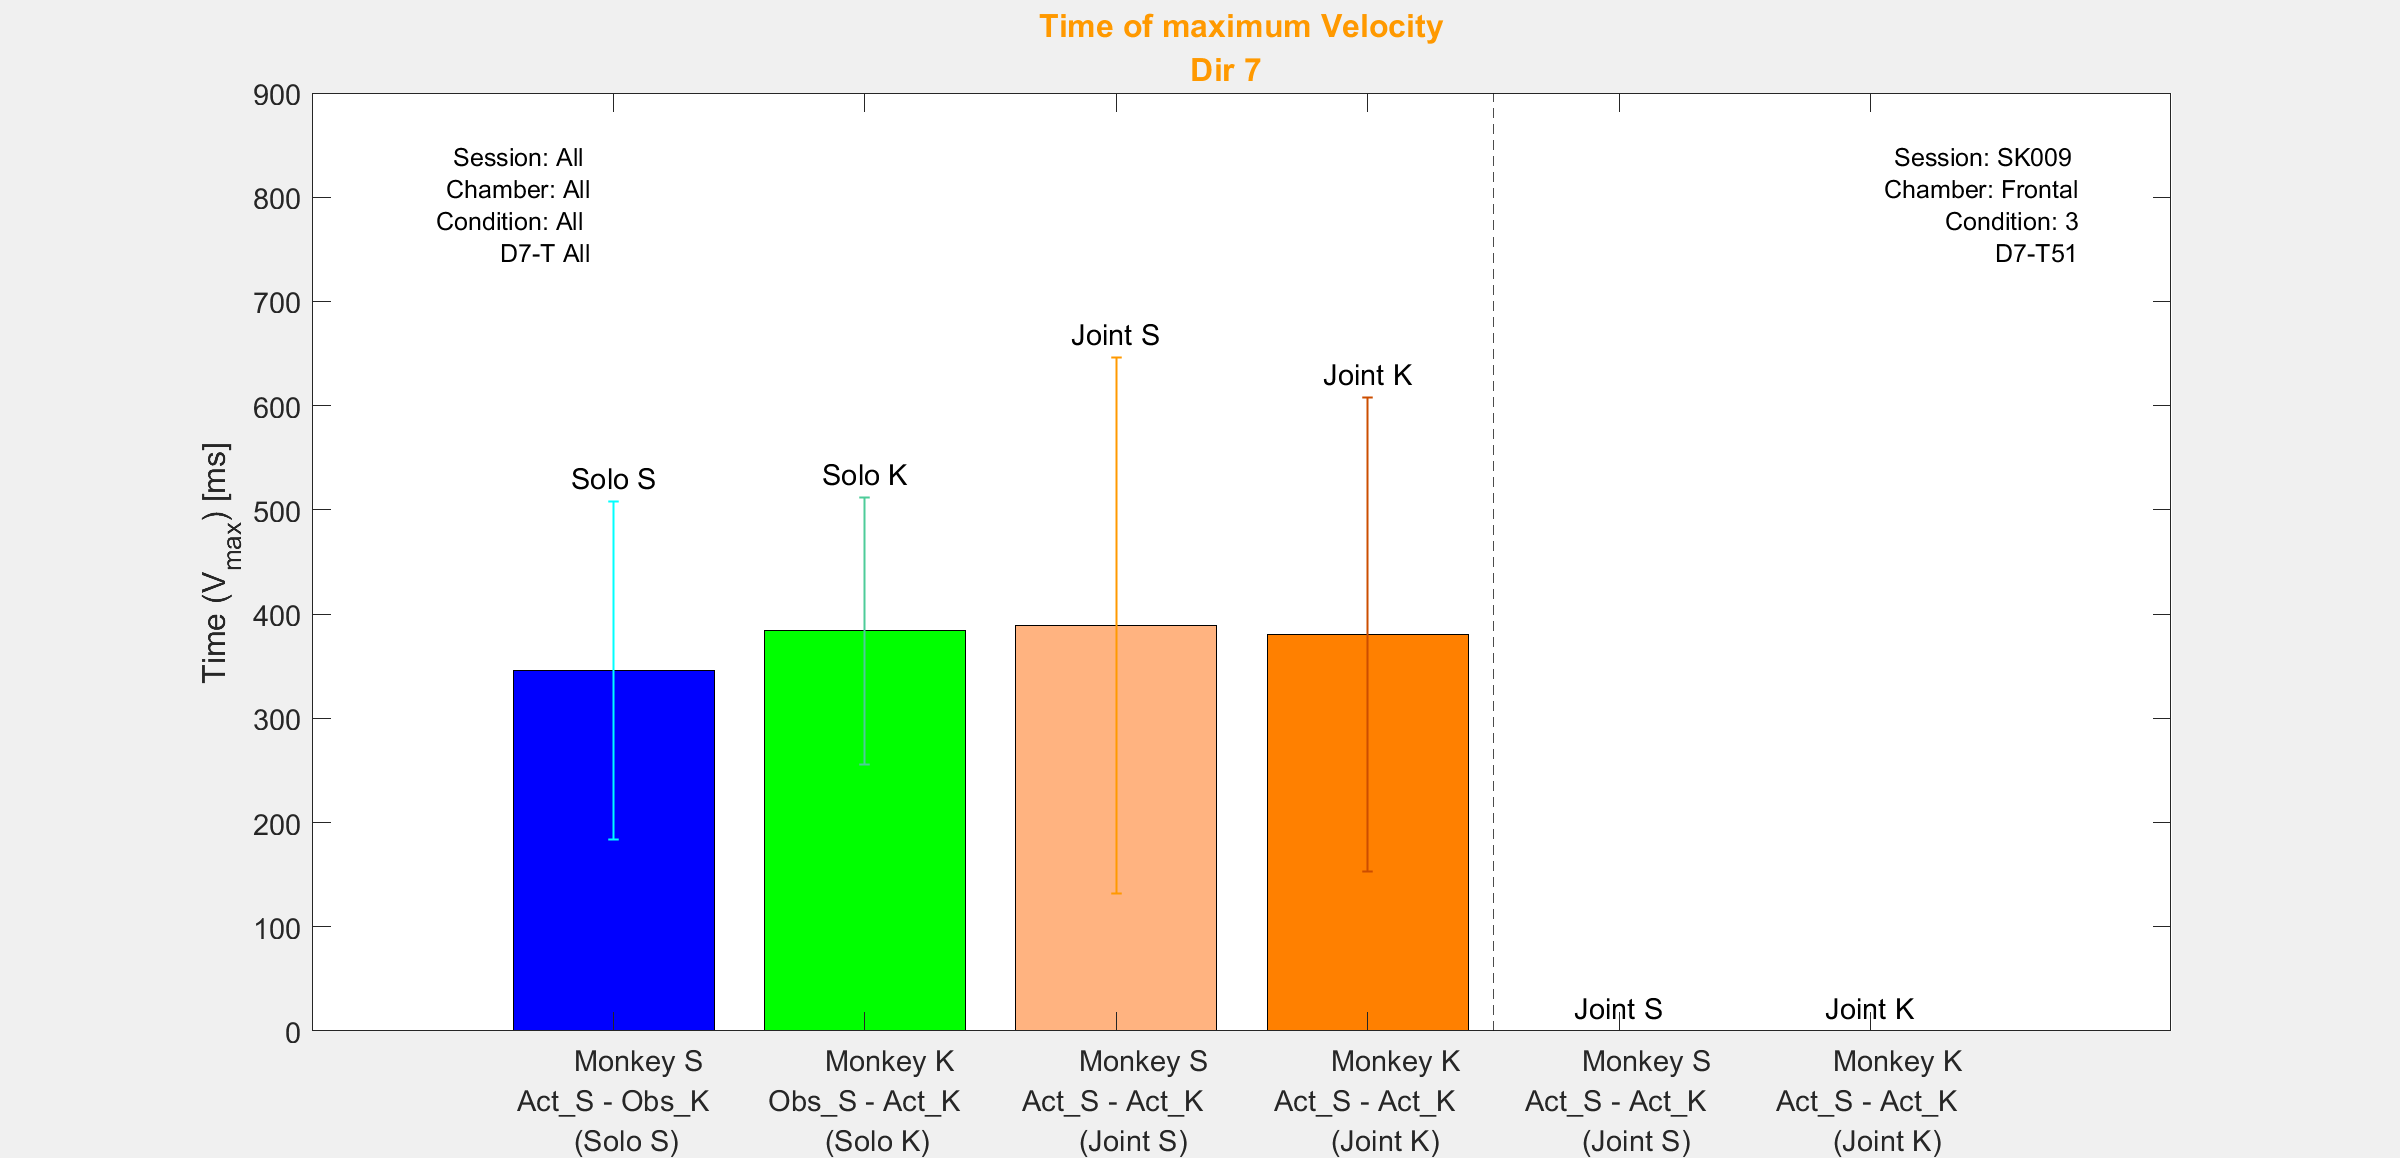 Time of maximum Velocity
Dir 7
Session: All
Chamber: All
Condition: All
D7-T All
Session: SK009
Chamber: Frontal
Condition: 3
D7-T51
Time (Vmax) [ms]
900
800
700
600
500
400
300
200
100
0
Solo S
Solo K
Joint S
Joint K
Joint S
Joint K
Monkey S
Act_S - Obs_K
(Solo S)
Monkey K
Obs_S - Act_K
(Solo K)
Monkey S
Act_S - Act_K
(Joint S)
Monkey K
Act_S - Act_K
(Joint K)
Monkey S
Act_S - Act_K
(Joint S)
Monkey K
Act_S - Act_K
(Joint K)